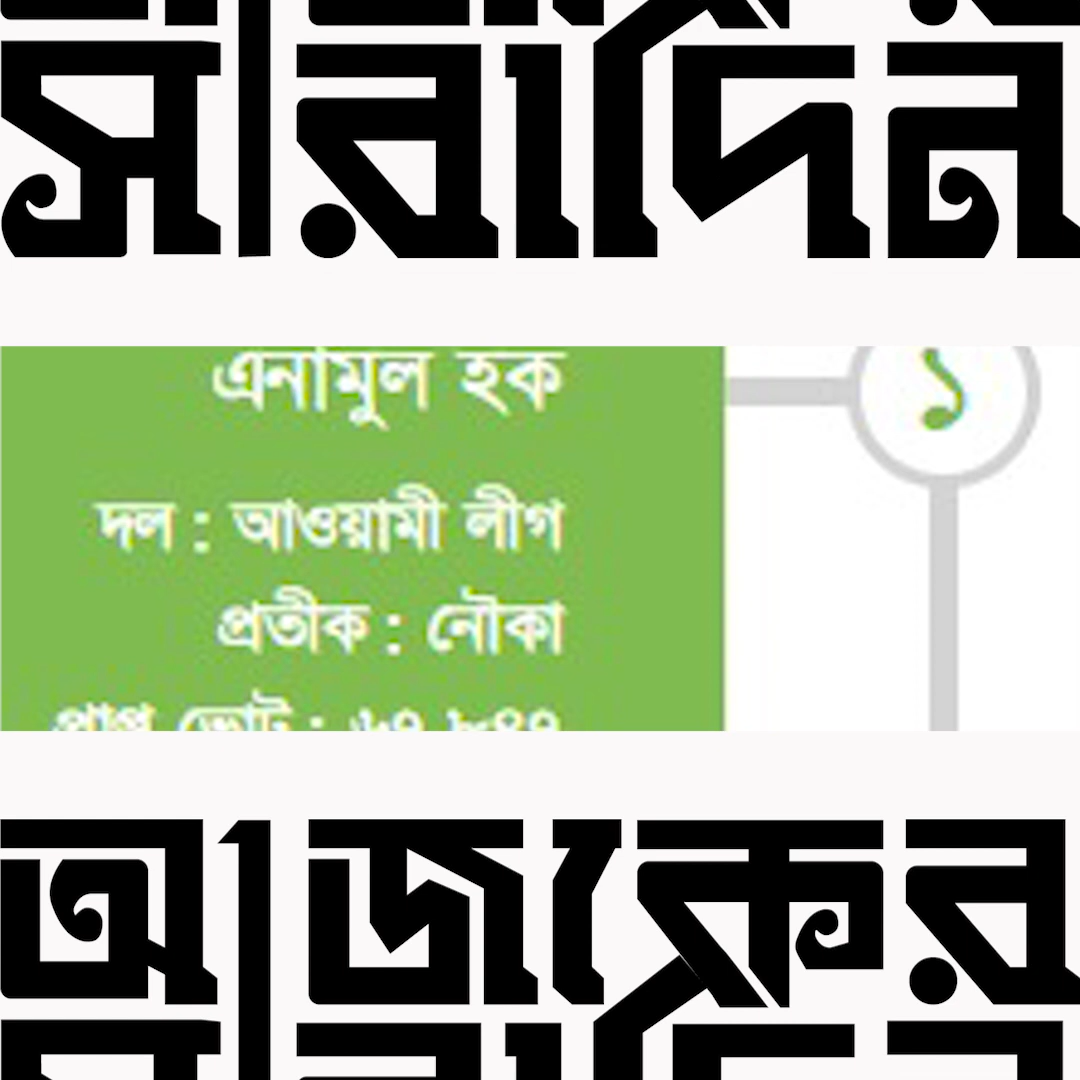 সারাদিন
এনামুল হক
১
দল : আওয়ামী লীগ
প্রতীক : নৌকা
প্রাপ্ত ভোট :
আজকের